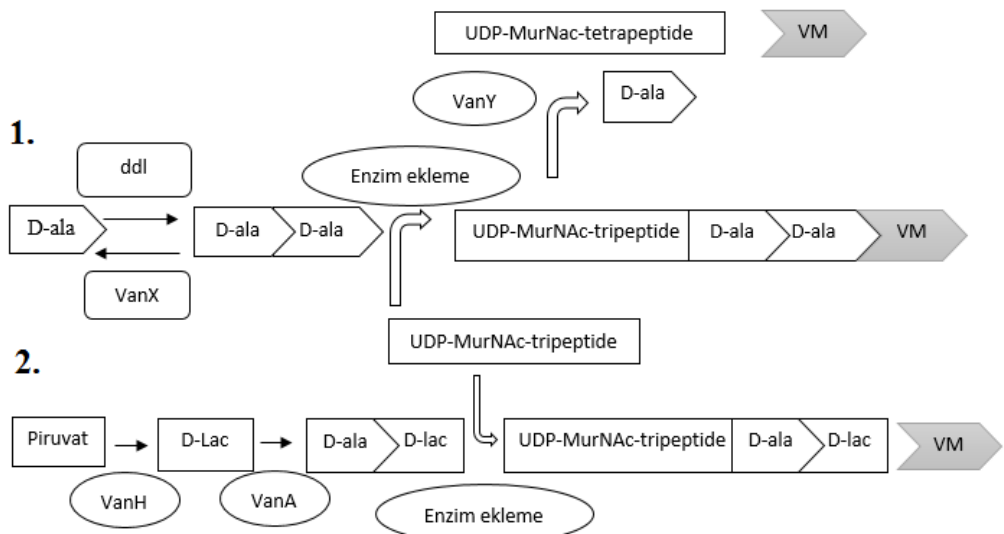 UDP-MurNac-tetrapeptide
VM
VanY
D-ala
1.
ddl
Enzim ekleme
D-ala
D-ala
D-ala
UDP-MurNAc-tripeptide
D-ala
D-ala
VM
VanX
UDP-MurNAc-tripeptide
2.
Piruvat
D-Lac
D-ala
D-lac
UDP-MurNAc-tripeptide
D-ala
D-lac
VM
VanH
VanA
Enzim ekleme